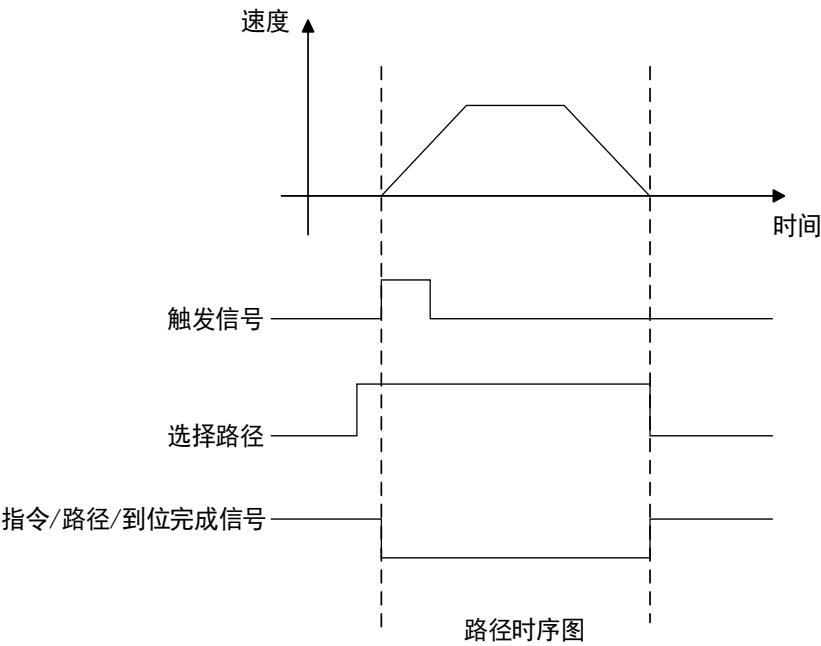 速度
时间
触发信号
选择路径
指令/路径/到位完成信号
路径时序图